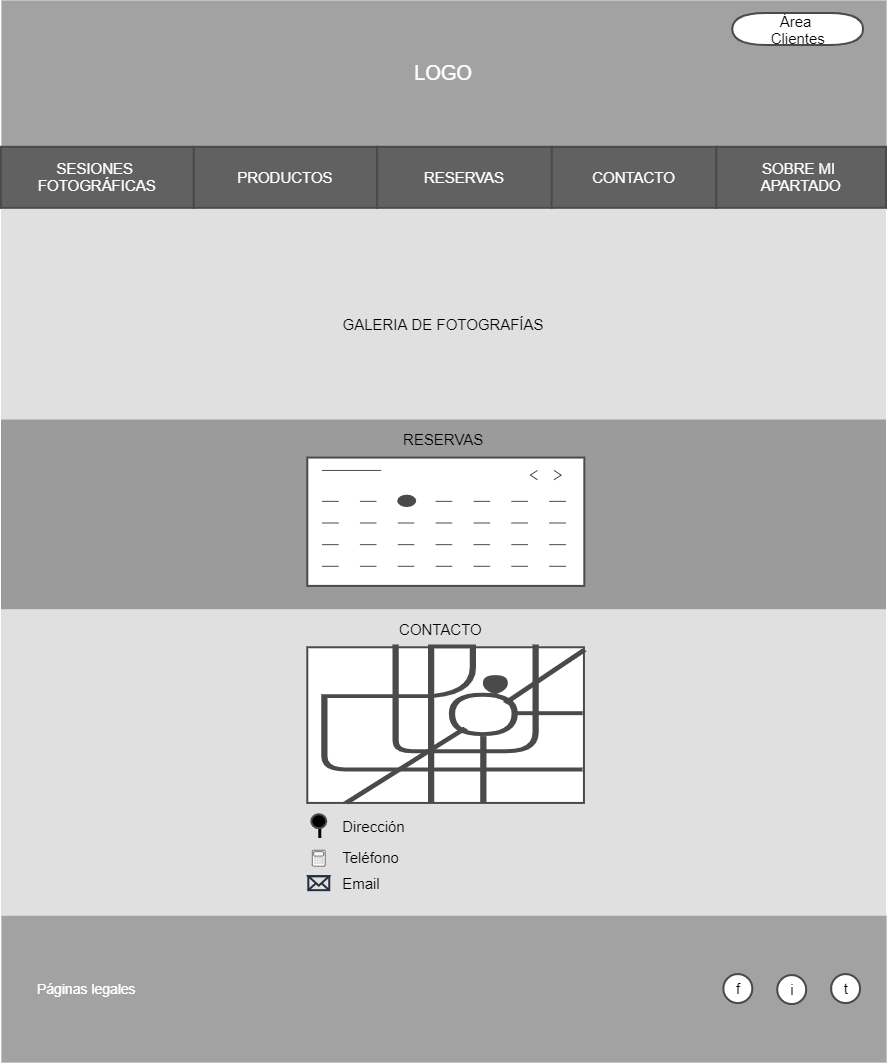 Área
Clientes
LOGO
SESIONES
FOTOGRÁFICAS
PRODUCTOS
RESERVAS
CONTACTO
SOBRE MI
APARTADO
GALERIA DE FOTOGRAFÍAS
RESERVAS
< >
CONTACTO
Dirección
Teléfono
Email
Páginas legales
f
i
t